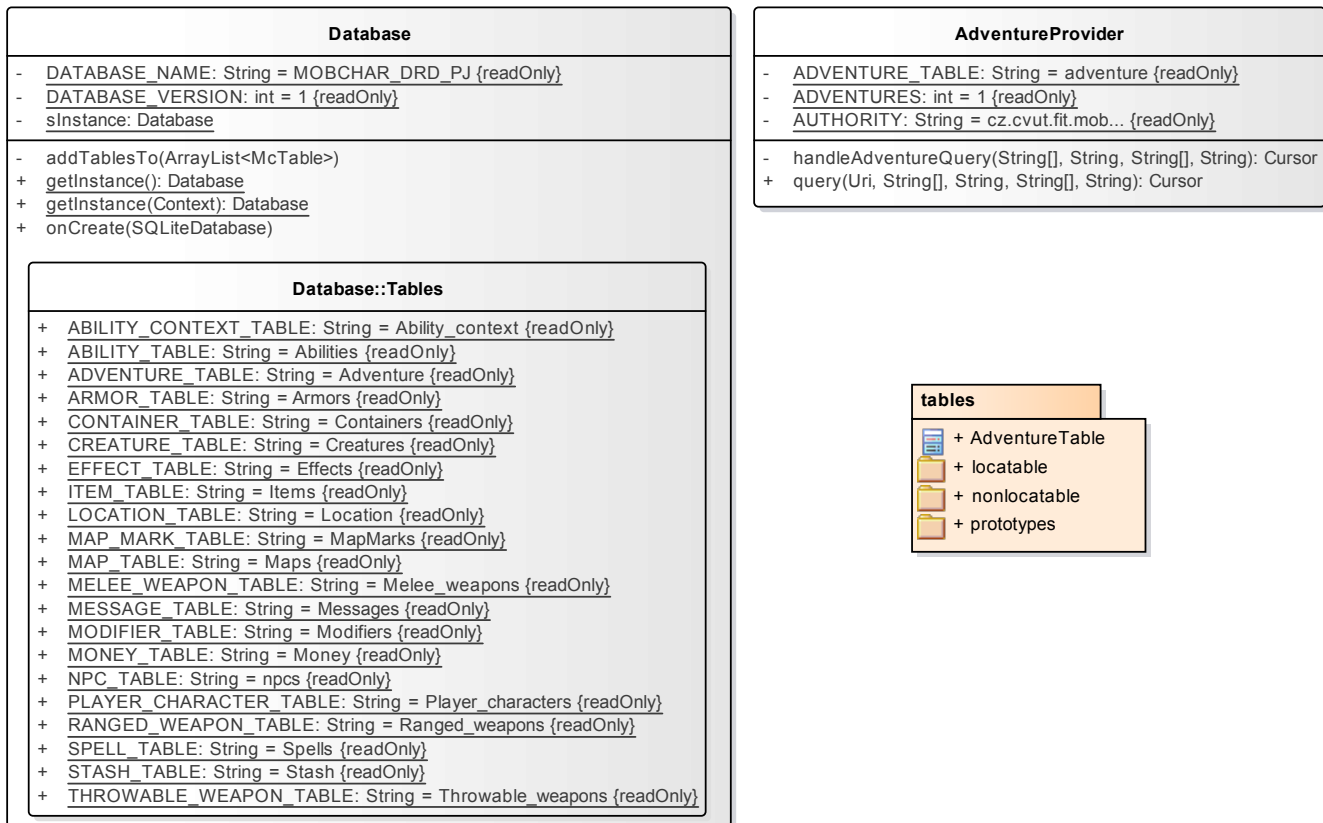 Database
- DATABASE_NAME: String = MOBCHAR_DRD_PJ {readOnly}
- DATABASE_VERSION: int = 1 {readOnly}
- sInstance: Database
- addTablesTo(ArrayList<McTable>)
+ getInstance(): Database
+ getInstance(Context): Database
+ onCreate(SQLiteDatabase)
Database::Tables
+ ABILITY_CONTEXT_TABLE: String = Ability_context {readOnly}
+ ABILITY_TABLE: String = Abilities {readOnly}
+ ADVENTURE_TABLE: String = Adventure {readOnly}
+ ARMOR_TABLE: String = Armors {readOnly}
+ CONTAINER_TABLE: String = Containers {readOnly}
+ CREATURE_TABLE: String = Creatures {readOnly}
+ EFFECT_TABLE: String = Effects {readOnly}
+ ITEM_TABLE: String = Items {readOnly}
+ LOCATION_TABLE: String = Location {readOnly}
+ MAP_MARK_TABLE: String = MapMarks {readOnly}
+ MAP_TABLE: String = Maps {readOnly}
+ MELEE_WEAPON_TABLE: String = Melee_weapons {readOnly}
+ MESSAGE_TABLE: String = Messages {readOnly}
+ MODIFIER_TABLE: String = Modifiers {readOnly}
+ MONEY_TABLE: String = Money {readOnly}
+ NPC_TABLE: String = npcs {readOnly}
+ PLAYER_CHARACTER_TABLE: String = Player_characters {readOnly}
+ RANGED_WEAPON_TABLE: String = Ranged_weapons {readOnly}
+ SPELL_TABLE: String = Spells {readOnly}
+ STASH_TABLE: String = Stash {readOnly}
+ THROWABLE_WEAPON_TABLE: String = Throwable_weapons {readOnly}
AdventureProvider
- ADVENTURE_TABLE: String = adventure {readOnly}
- ADVENTURES: int = 1 {readOnly}
- AUTHORITY: String = cz.cvut.fit.mob... {readOnly}
- handleAdventureQuery(String[], String, String[], String): Cursor
+ query(Uri, String[], String, String[], String): Cursor
tables
+ AdventureTable
+ locatable
+ nonlocatable
+ prototypes